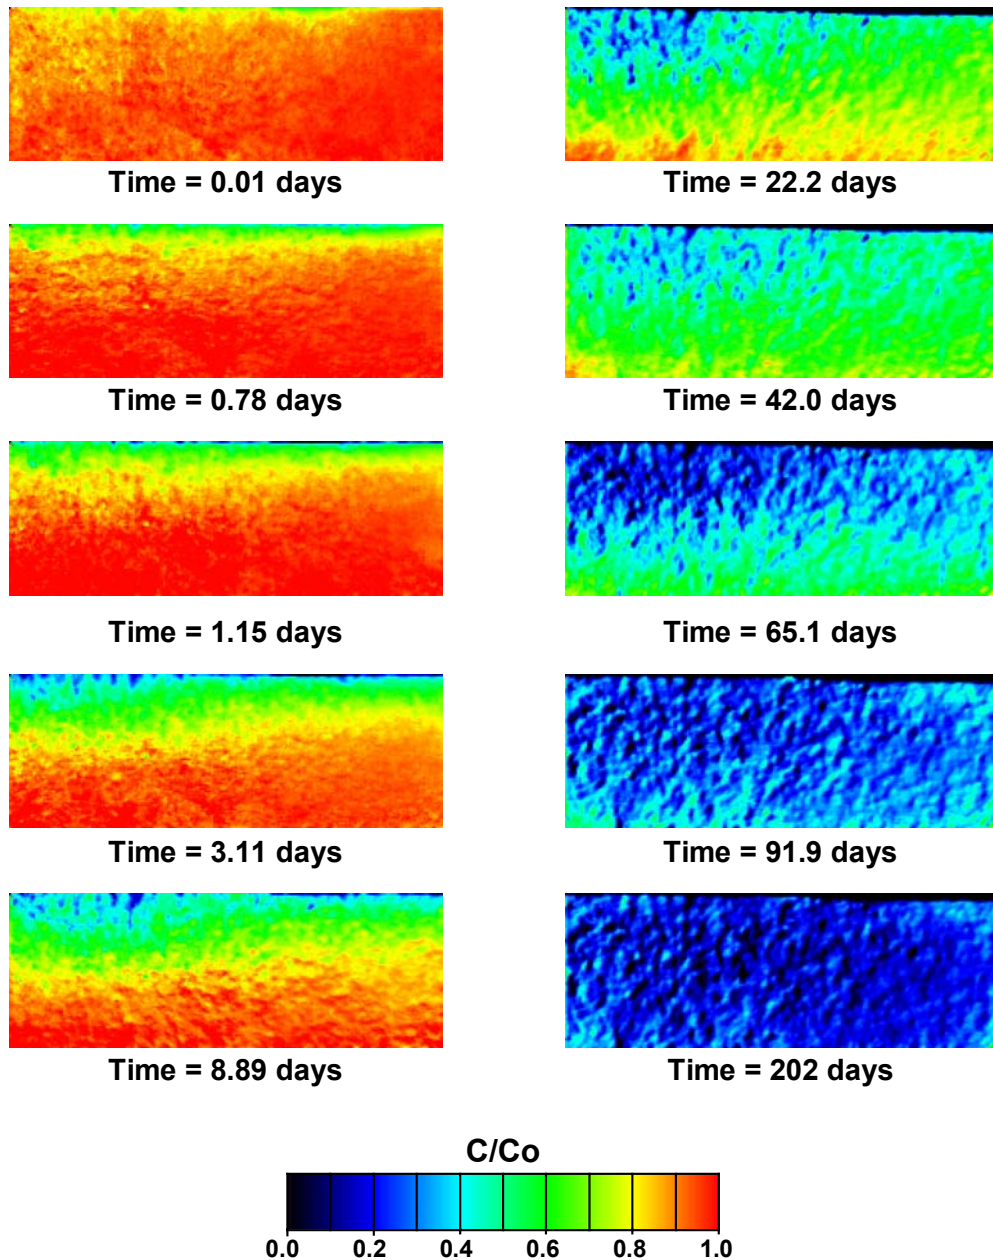 Time = 0.01 days
Time = 22.2 days
Time = 0.78 days
Time = 42.0 days
Time = 1.15 days
Time = 65.1 days
Time = 3.11 days
Time = 91.9 days
Time = 8.89 days
Time = 202 days
C/Co
0.0 0.2 0.4 0.6 0.8 1.0